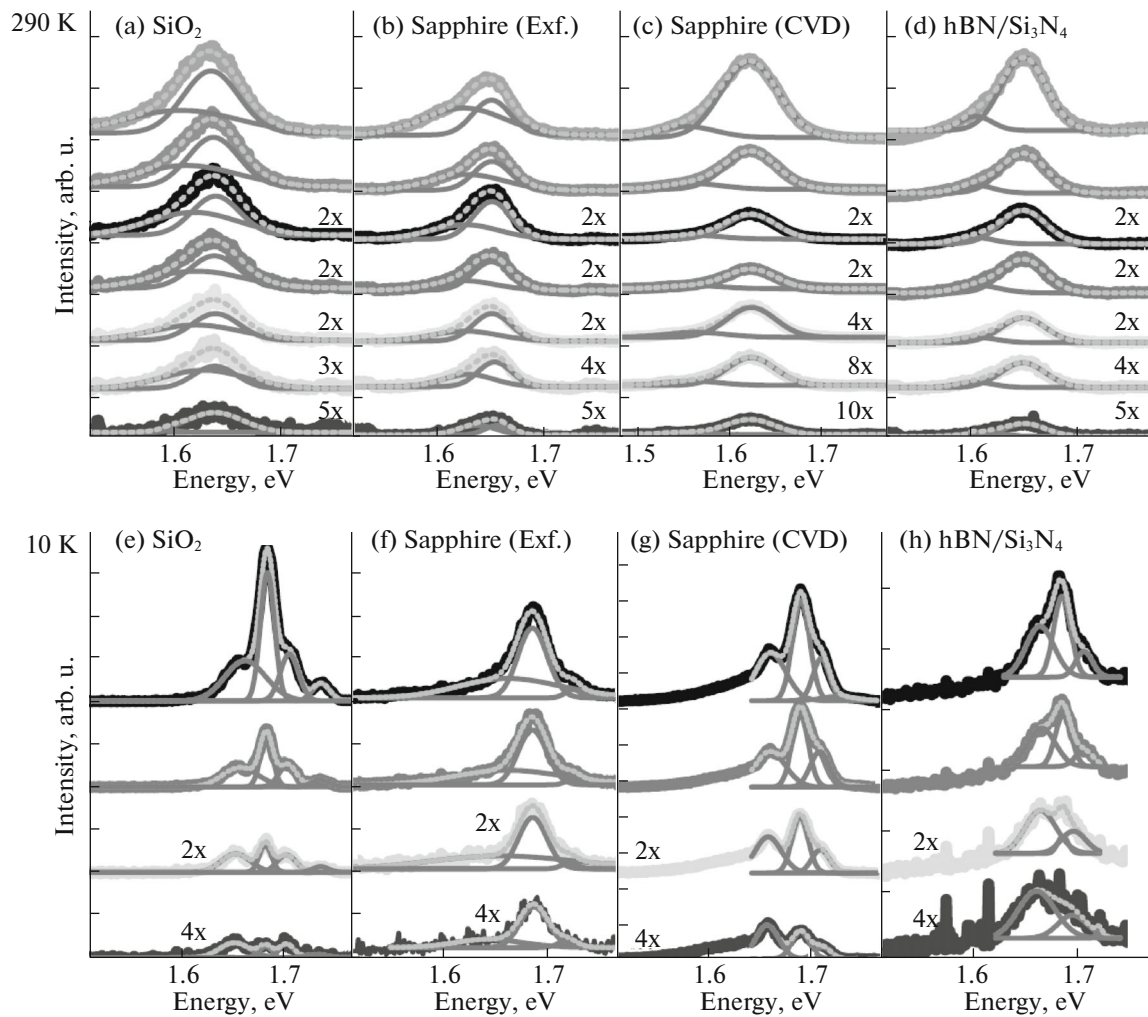 290 K
(a) SiO₂
(b) Sapphire (Exf.)
(c) Sapphire (CVD)
(d) hBN/Si₃N₄
Intensity, arb. u.
2x
2x
2x
3x
5x
2x
2x
2x
4x
5x
2x
2x
4x
8x
10x
2x
2x
2x
4x
5x
1.6 1.7
1.6 1.7
1.5 1.6 1.7
1.6 1.7
Energy, eV
Energy, eV
Energy, eV
Energy, eV
10 K
(e) SiO₂
(f) Sapphire (Exf.)
(g) Sapphire (CVD)
(h) hBN/Si₃N₄
Intensity, arb. u.
2x
4x
2x
4x
2x
4x
2x
4x
1.6 1.7
1.6 1.7
1.6 1.7
1.6 1.7
Energy, eV
Energy, eV
Energy, eV
Energy, eV